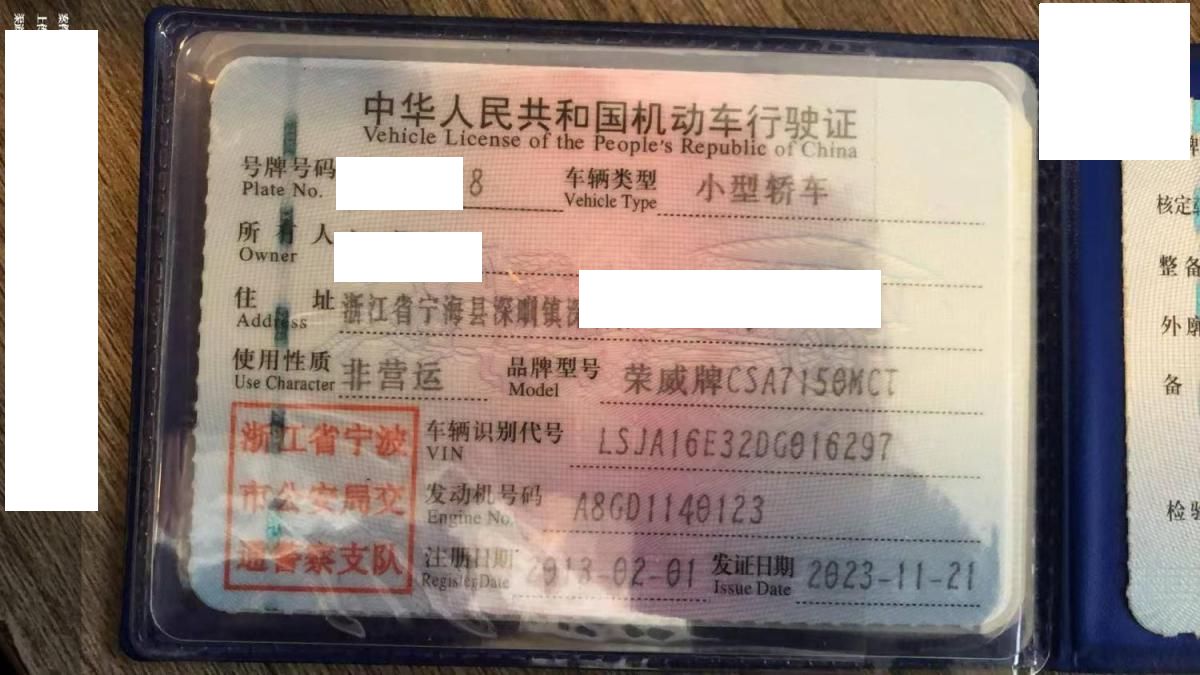 中华人民共和国机动车行驶证
Vehicle License of the People's Republic of China
号牌号码 8 车辆类型 小型轿车
Plate No. Vehicle Type
所有人
Owner
住址 浙江省宁海县深甽镇
Address
使用性质 非营运 品牌型号 荣威牌CSA7150MCT
Use Character Model
浙江省宁波
市公安局交
通警察支队
车辆识别代号 LSJA16E32DG016297
VIN
发动机号码 A8GD1140123
Engine No.
注册日期 2013-02-01 发证日期 2023-11-21
Register Date Issue Date
核定
整备
外廓
备
检验